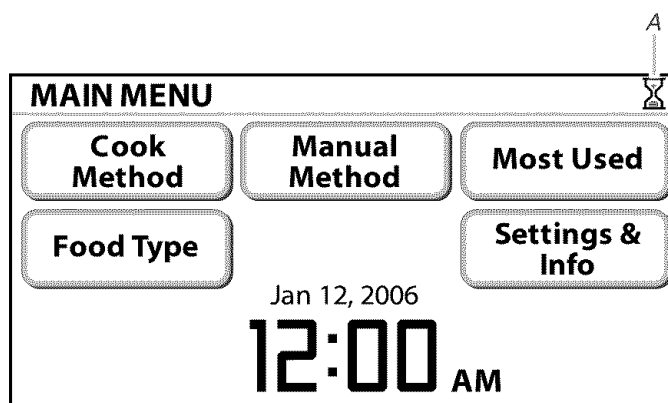 A
MAIN MENU
Cook
Method
Manual
Method
Most Used
Food Type
Settings &
Info
Jan 12, 2006
12:00 AM